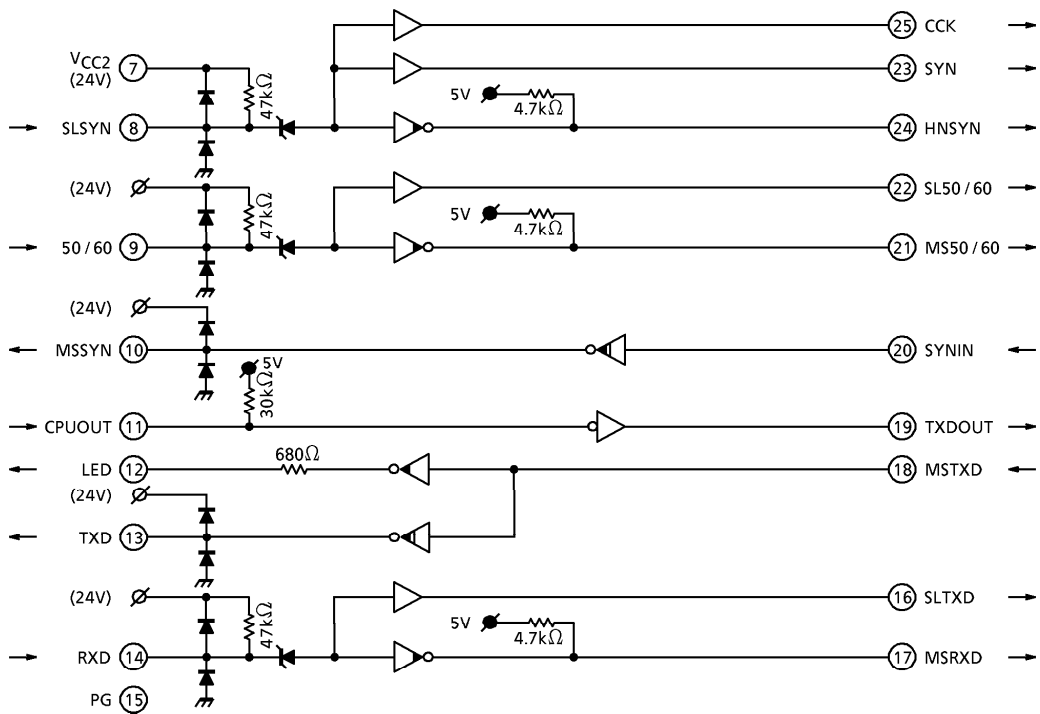 25 CCK
VCC2
(24V) 7
23 SYN
47kΩ
5V
4.7kΩ
SLSYN 8
24 HNSYN
(24V)
22 SL50 / 60
47kΩ
5V
4.7kΩ
50 / 60 9
21 MS50 / 60
(24V)
MSSYN 10
20 SYNIN
5V
30kΩ
CPUOUT 11
19 TXDOUT
680Ω
LED 12
18 MSTXD
(24V)
TXD 13
(24V)
16 SLTXD
47kΩ
5V
4.7kΩ
RXD 14
17 MSRXD
PG 15